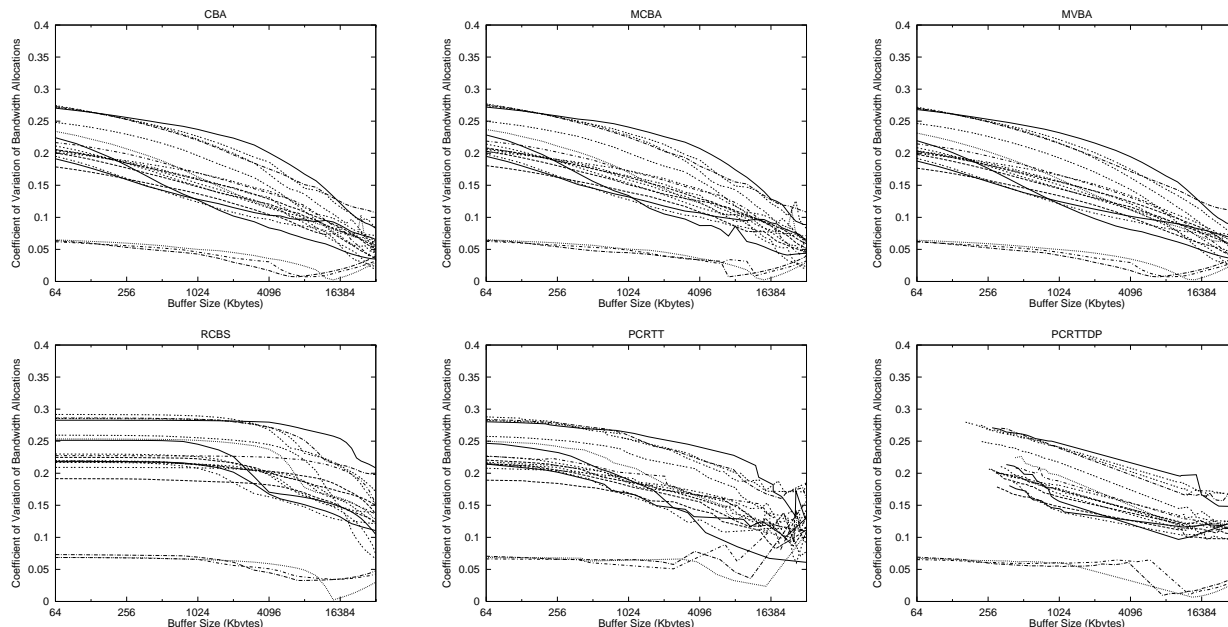 CBA
Coefficient of Variation of Bandwidth Allocations
0.4
0.35
0.3
0.25
0.2
0.15
0.1
0.05
0
64 256 1024 4096 16384
Buffer Size (Kbytes)
MCBA
Coefficient of Variation of Bandwidth Allocations
0.4
0.35
0.3
0.25
0.2
0.15
0.1
0.05
0
64 256 1024 4096 16384
Buffer Size (Kbytes)
MVBA
Coefficient of Variation of Bandwidth Allocations
0.4
0.35
0.3
0.25
0.2
0.15
0.1
0.05
0
64 256 1024 4096 16384
Buffer Size (Kbytes)
RCBS
Coefficient of Variation of Bandwidth Allocations
0.4
0.35
0.3
0.25
0.2
0.15
0.1
0.05
0
64 256 1024 4096 16384
Buffer Size (Kbytes)
PCRTT
Coefficient of Variation of Bandwidth Allocations
0.4
0.35
0.3
0.25
0.2
0.15
0.1
0.05
0
64 256 1024 4096 16384
Buffer Size (Kbytes)
PCRTTDP
Coefficient of Variation of Bandwidth Allocations
0.4
0.35
0.3
0.25
0.2
0.15
0.1
0.05
0
64 256 1024 4096 16384
Buffer Size (Kbytes)